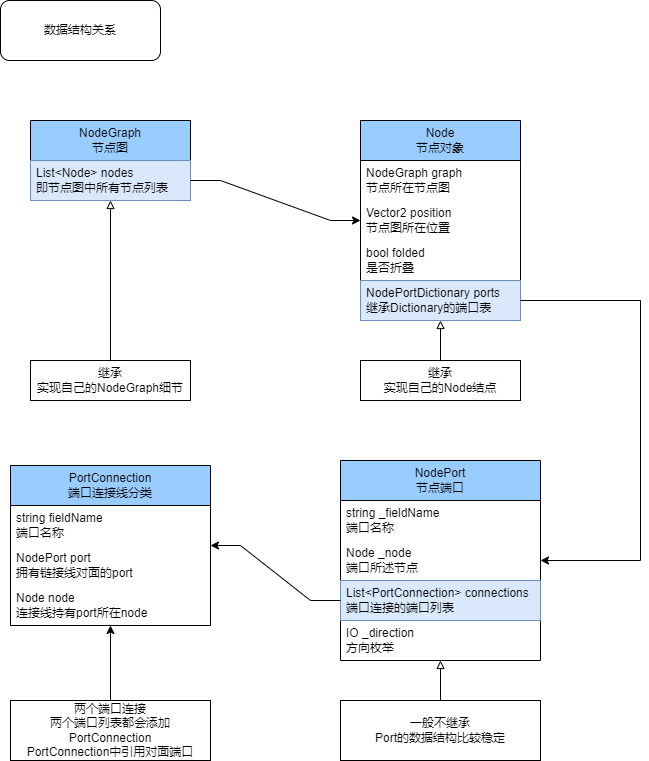 数据结构关系
NodeGraph
节点图
List<Node> nodes
即节点图中所有节点列表
继承
实现自己的NodeGraph细节
Node
节点对象
NodeGraph graph
节点所在节点图
Vector2 position
节点图所在位置
bool folded
是否折叠
NodePortDictionary ports
继承Dictionary的端口表
继承
实现自己的Node结点
PortConnection
端口连接线分类
string fieldName
端口名称
NodePort port
拥有链接线对面的port
Node node
连接线持有port所在node
两个端口连接
两个端口列表都会添加
PortConnection
PortConnection中引用对面端口
NodePort
节点端口
string _fieldName
端口名称
Node _node
端口所述节点
List<PortConnection> connections
端口连接的端口列表
IO _direction
方向枚举
一般不继承
Port的数据结构比较稳定